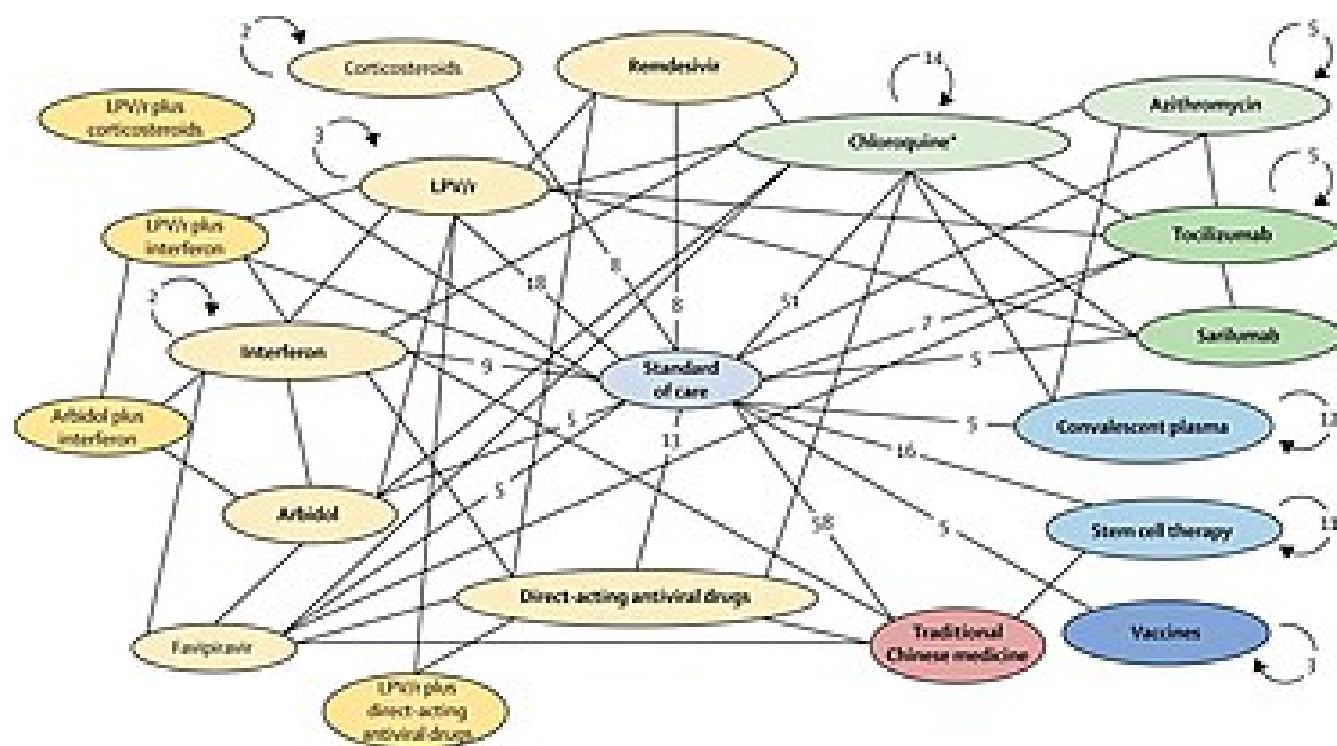 2
Corticosteroids
Remdesivir
14
5
Azithromycin
LPV/r plus
corticosteroids
3
Chloroquine*
LPV/r
5
LPV/r plus
interferon
Tocilizumab
8
18
8
51
2
7
Sarilumab
Interferon
9
Standard
of care
5
Arbidol plus
interferon
5
11
5
Convalescent plasma
16
5
Arbidol
58
5
Stem cell therapy
11
Direct-acting antiviral drugs
Favipiravir
Traditional
Chinese medicine
Vaccines
3
LPV/r plus
direct-acting
antiviral drugs